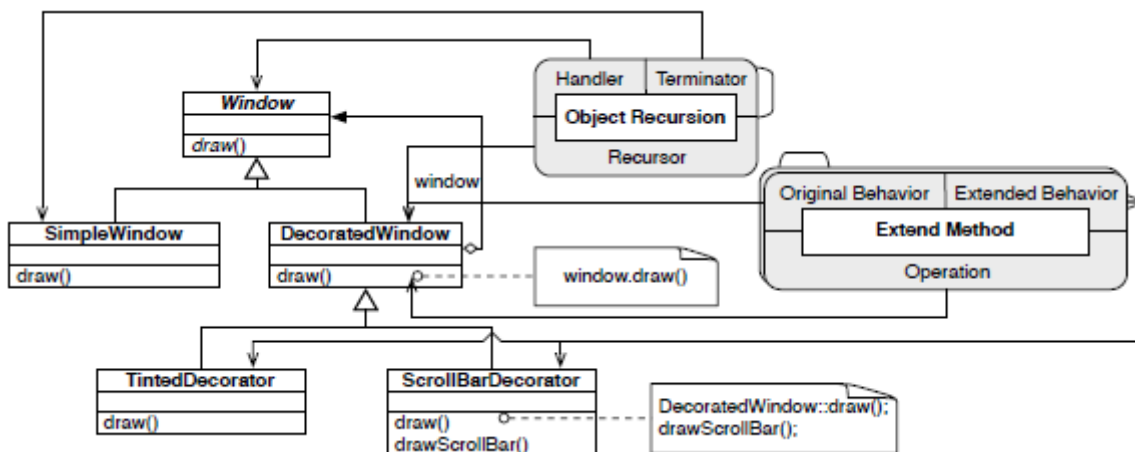 Handler
Terminator
Window
Object Recursion
draw()
Recursor
window
Original Behavior
Extended Behavior
SimpleWindow
DecoratedWindow
Extend Method
draw()
draw()
window.draw()
Operation
TintedDecorator
ScrollBarDecorator
draw()
draw()
drawScrollBar()
DecoratedWindow::draw();
drawScrollBar();